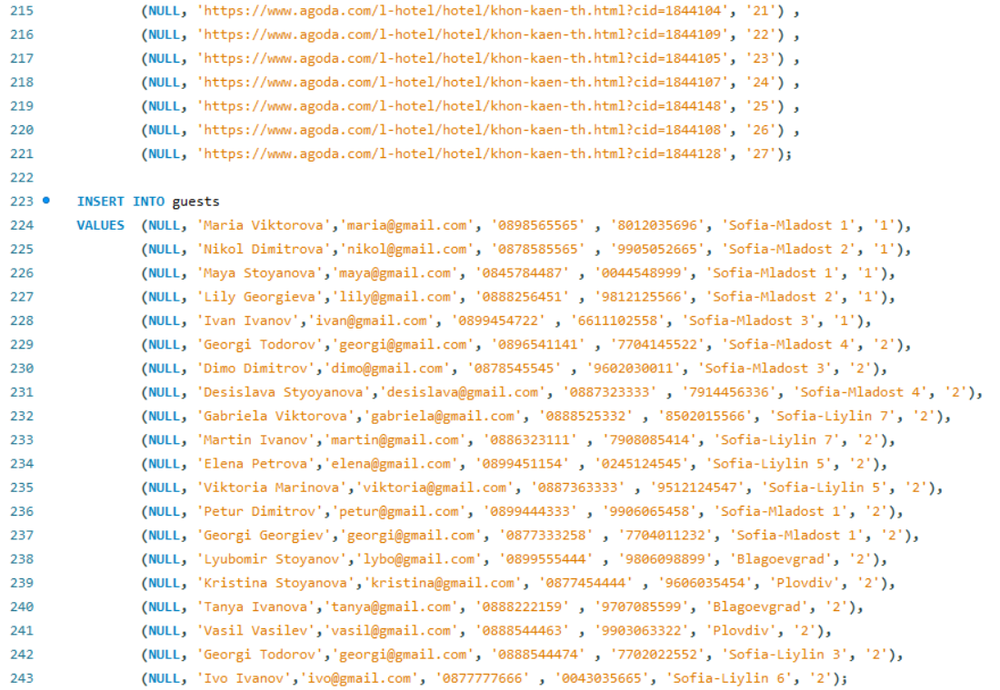 215 (NULL, 'https://www.agoda.com/l-hotel/hotel/khon-kaen-th.html?cid=1844104', '21') ,
216 (NULL, 'https://www.agoda.com/l-hotel/hotel/khon-kaen-th.html?cid=1844109', '22') ,
217 (NULL, 'https://www.agoda.com/l-hotel/hotel/khon-kaen-th.html?cid=1844105', '23') ,
218 (NULL, 'https://www.agoda.com/l-hotel/hotel/khon-kaen-th.html?cid=1844107', '24') ,
219 (NULL, 'https://www.agoda.com/l-hotel/hotel/khon-kaen-th.html?cid=1844148', '25') ,
220 (NULL, 'https://www.agoda.com/l-hotel/hotel/khon-kaen-th.html?cid=1844108', '26') ,
221 (NULL, 'https://www.agoda.com/l-hotel/hotel/khon-kaen-th.html?cid=1844128', '27');
222
223 INSERT INTO guests
224 VALUES (NULL, 'Maria Viktorova','maria@gmail.com', '0898565565' , '8012035696', 'Sofia-Mladost 1', '1'),
225 (NULL, 'Nikol Dimitrova','nikol@gmail.com', '0878585565' , '9905052665', 'Sofia-Mladost 2', '1'),
226 (NULL, 'Maya Stoyanova','maya@gmail.com', '0845784487' , '0044548999', 'Sofia-Mladost 1', '1'),
227 (NULL, 'Lily Georgieva','lily@gmail.com', '0888256451' , '9812125566', 'Sofia-Mladost 2', '1'),
228 (NULL, 'Ivan Ivanov','ivan@gmail.com', '0899454722' , '6611102558', 'Sofia-Mladost 3', '1'),
229 (NULL, 'Georgi Todorov','georgi@gmail.com', '0896541141' , '7704145522', 'Sofia-Mladost 4', '2'),
230 (NULL, 'Dimo Dimitrov','dimo@gmail.com', '0878545545' , '9602030011', 'Sofia-Mladost 3', '2'),
231 (NULL, 'Desislava Styoyanova','desislava@gmail.com', '0887323333' , '7914456336', 'Sofia-Mladost 4', '2'),
232 (NULL, 'Gabriela Viktorova','gabriela@gmail.com', '0888525332' , '8502015566', 'Sofia-Liylin 7', '2'),
233 (NULL, 'Martin Ivanov','martin@gmail.com', '0886323111' , '7908085414', 'Sofia-Liylin 7', '2'),
234 (NULL, 'Elena Petrova','elena@gmail.com', '0899451154' , '0245124545', 'Sofia-Liylin 5', '2'),
235 (NULL, 'Viktoria Marinova','viktoria@gmail.com', '0887363333' , '9512124547', 'Sofia-Liylin 5', '2'),
236 (NULL, 'Petur Dimitrov','petur@gmail.com', '0899444333' , '9906065458', 'Sofia-Mladost 1', '2'),
237 (NULL, 'Georgi Georgiev','georgi@gmail.com', '0877333258' , '7704011232', 'Sofia-Mladost 1', '2'),
238 (NULL, 'Lyubomir Stoyanov','lybo@gmail.com', '0899555444' , '9806098899', 'Blagoevgrad', '2'),
239 (NULL, 'Kristina Stoyanova','kristina@gmail.com', '0877454444' , '9606035454', 'Plovdiv', '2'),
240 (NULL, 'Tanya Ivanova','tanya@gmail.com', '0888222159' , '9707085599', 'Blagoevgrad', '2'),
241 (NULL, 'Vasil Vasilev','vasil@gmail.com', '0888544463' , '9903063322', 'Plovdiv', '2'),
242 (NULL, 'Georgi Todorov','georgi@gmail.com', '0888544474' , '7702022552', 'Sofia-Liylin 3', '2'),
243 (NULL, 'Ivo Ivanov','ivo@gmail.com', '0877777666' , '0043035665', 'Sofia-Liylin 6', '2');